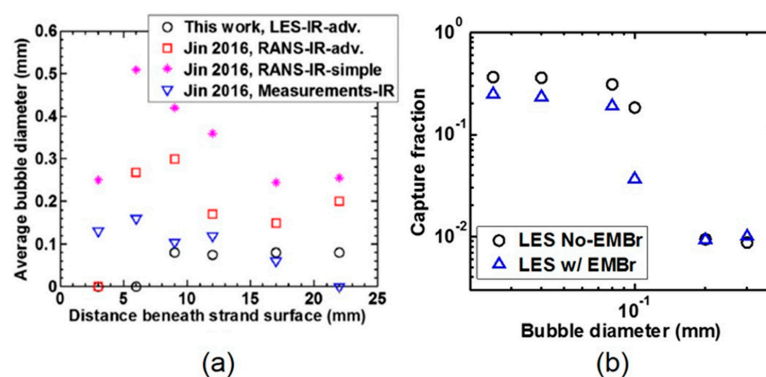 This work, LES-IR-adv.
Jin 2016, RANS-IR-adv.
Jin 2016, RANS-IR-simple
Jin 2016, Measurements-IR
Average bubble diameter (mm)
0.6
0.5
0.4
0.3
0.2
0.1
0
0 5 10 15 20 25
Distance beneath strand surface (mm)
(a)
Capture fraction
10^0
10^-1
10^-2
LES No-EMBr
LES w/ EMBr
10^-1
Bubble diameter (mm)
(b)